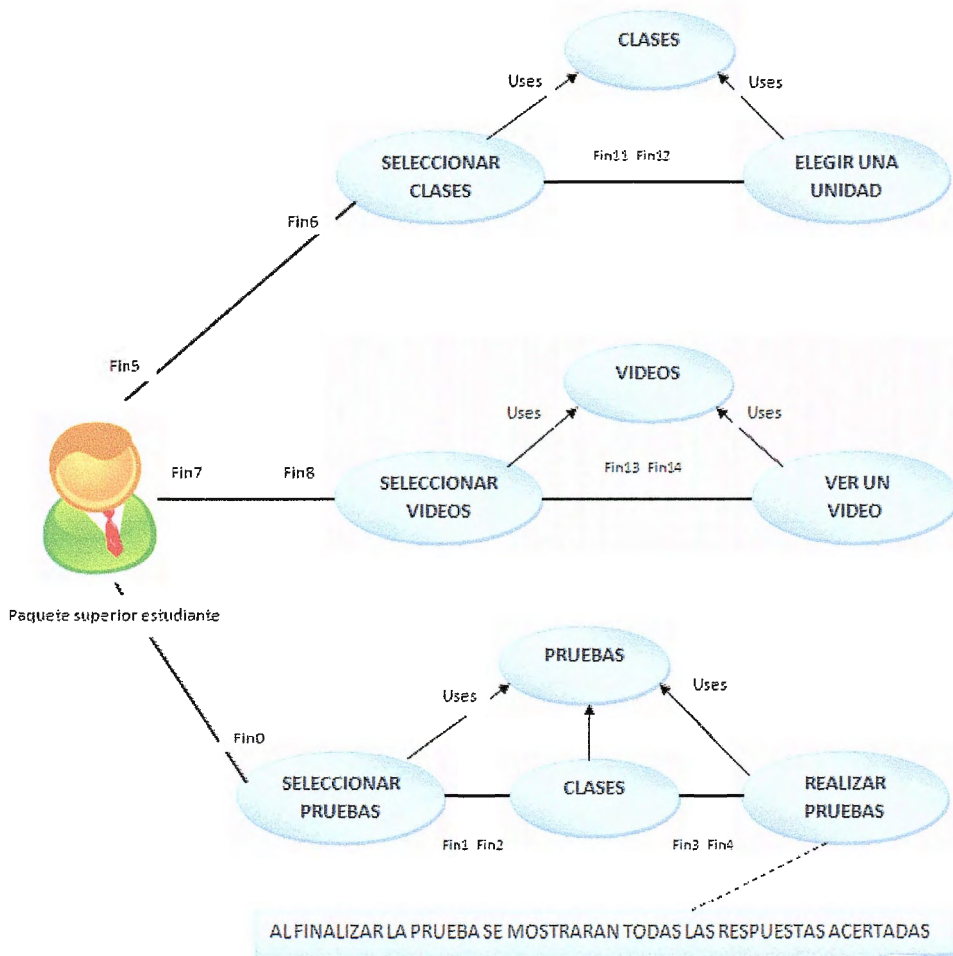 CLASES
Uses
Uses
SELECCIONAR
CLASES
Fin11 Fin12
ELEGIR UNA
UNIDAD
Fin6
Fin5
VIDEOS
Uses
Uses
Fin7
Fin8
SELECCIONAR
VIDEOS
Fin13 Fin14
VER UN
VIDEO
Paquete superior estudiante
PRUEBAS
Uses
Uses
Fin0
SELECCIONAR
PRUEBAS
CLASES
REALIZAR
PRUEBAS
Fin1 Fin2
Fin3 Fin4
AL FINALIZAR LA PRUEBA SE MOSTRARAN TODAS LAS RESPUESTAS ACERTADAS